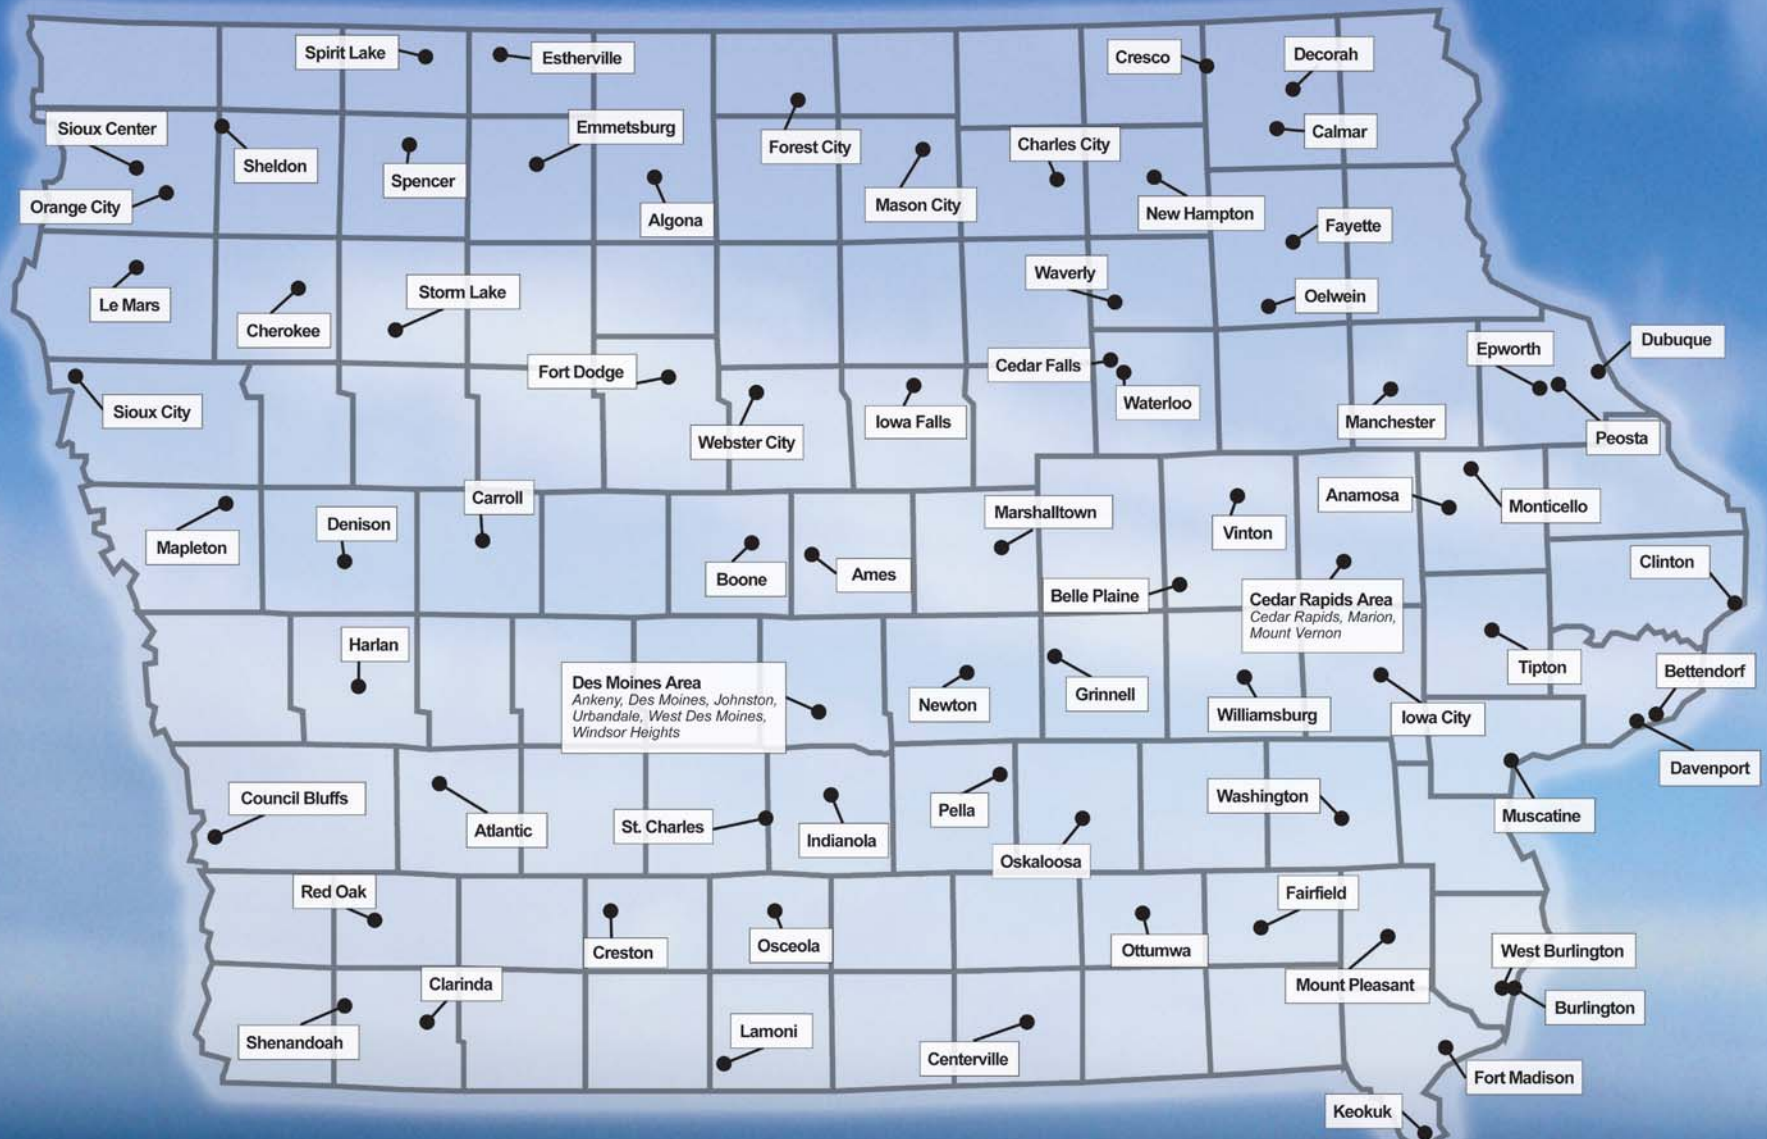 Spirit Lake
Estherville
Cresco
Decorah
Sioux Center
Emmetsburg
Forest City
Charles City
Calmar
Sheldon
Spencer
Orange City
Algona
Mason City
New Hampton
Fayette
Le Mars
Storm Lake
Waverly
Oelwein
Cherokee
Fort Dodge
Cedar Falls
Epworth
Dubuque
Sioux City
Webster City
Iowa Falls
Waterloo
Manchester
Peosta
Carroll
Marshalltown
Anamosa
Monticello
Mapleton
Denison
Boone
Ames
Vinton
Clinton
Belle Plaine
Cedar Rapids Area
Cedar Rapids, Marion,
Mount Vernon
Harlan
Des Moines Area
Ankeny, Des Moines, Johnston,
Urbandale, West Des Moines,
Windsor Heights
Newton
Grinnell
Williamsburg
Iowa City
Tipton
Bettendorf
Davenport
Council Bluffs
Atlantic
St. Charles
Indianola
Pella
Oskaloosa
Washington
Muscatine
Red Oak
Creston
Osceola
Ottumwa
Fairfield
Mount Pleasant
West Burlington
Burlington
Clarinda
Shenandoah
Lamoni
Centerville
Fort Madison
Keokuk